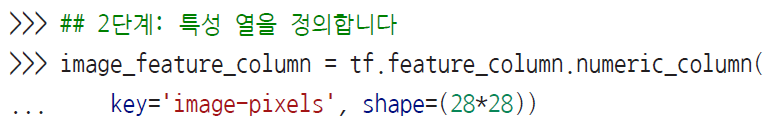 >>> ## 2단계: 특성 열을 정의합니다
>>> image_feature_column = tf.feature_column.numeric_column(
...     key='image-pixels', shape=(28*28))